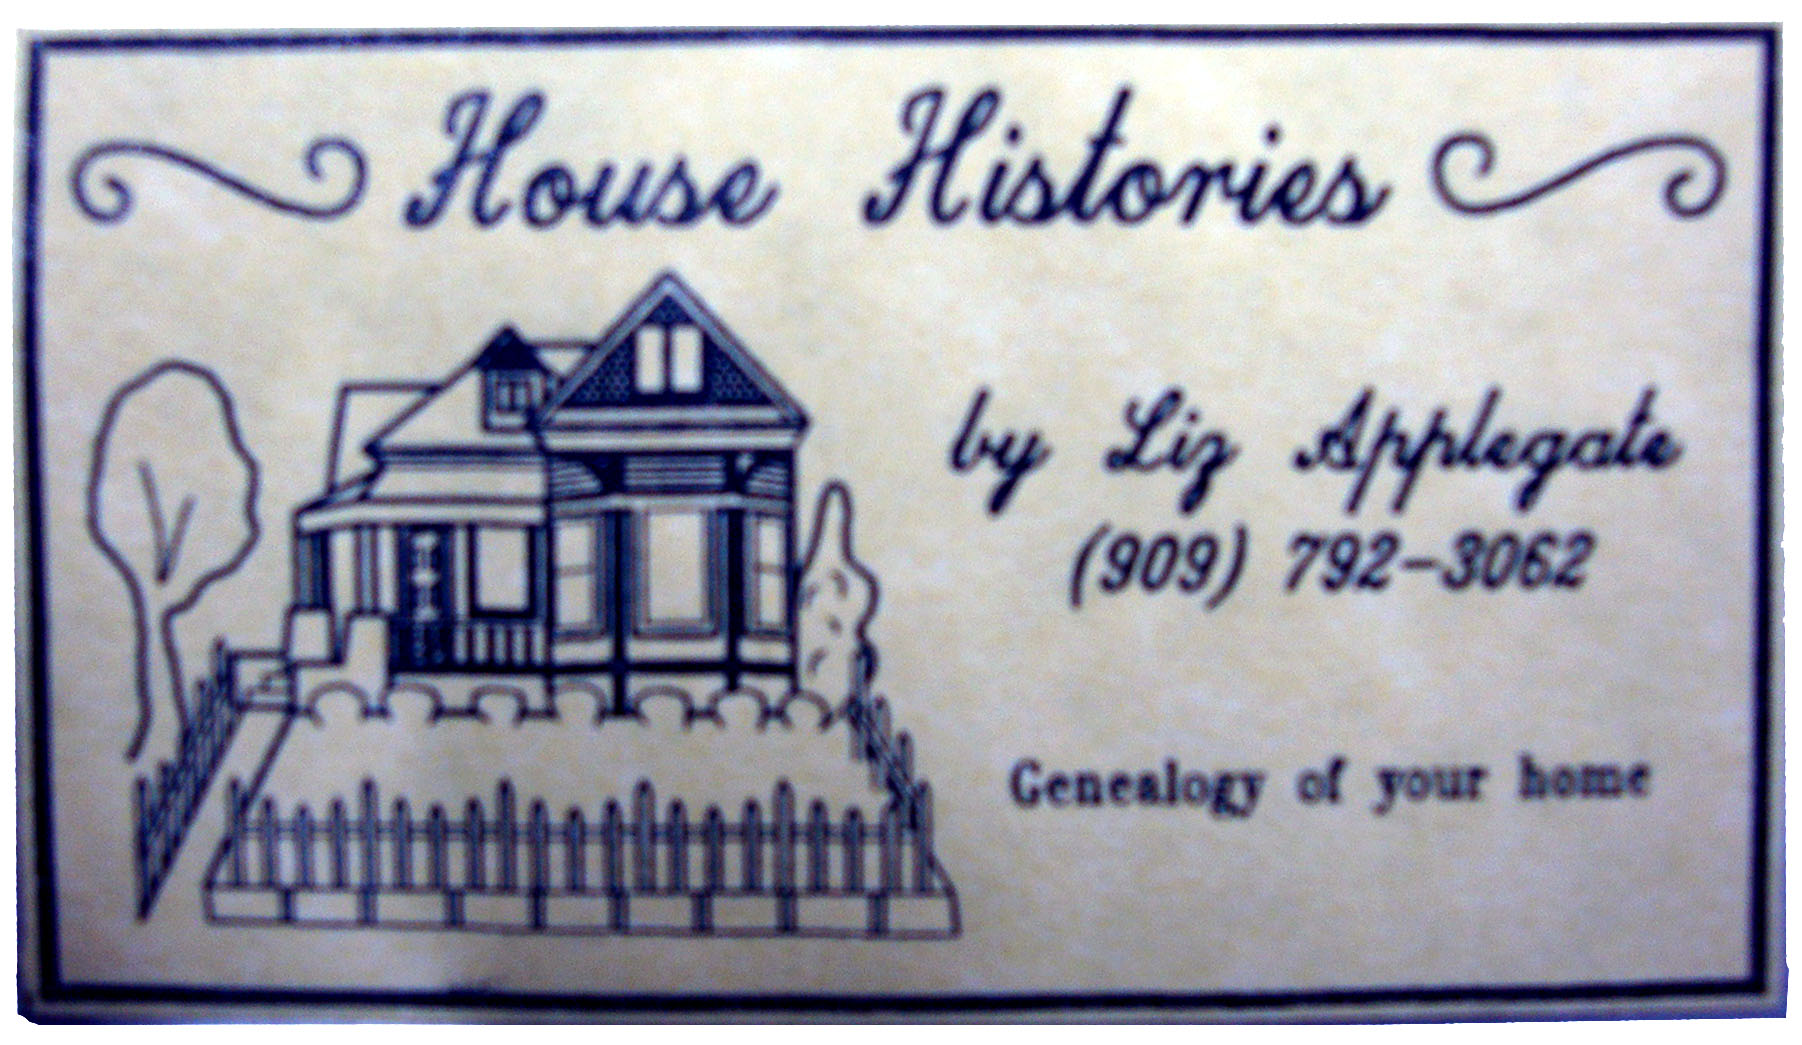 House Histories
by Liz Applegate
(909) 792-3062
Genealogy of your home